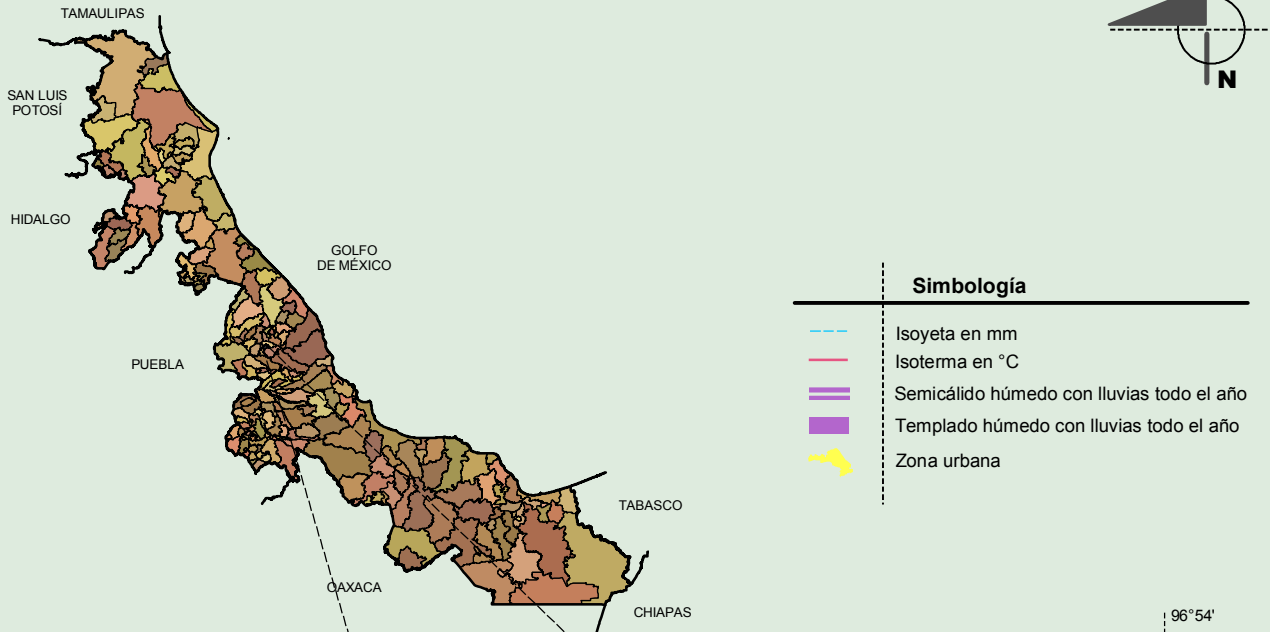 TAMAULIPAS
SAN LUIS
POTOSÍ
HIDALGO
GOLFO
DE MÉXICO
PUEBLA
OAXACA
TABASCO
CHIAPAS
N
Simbología
Isoyeta en mm
Isoterma en °C
Semicálido húmedo con lluvias todo el año
Templado húmedo con lluvias todo el año
Zona urbana
96°54'